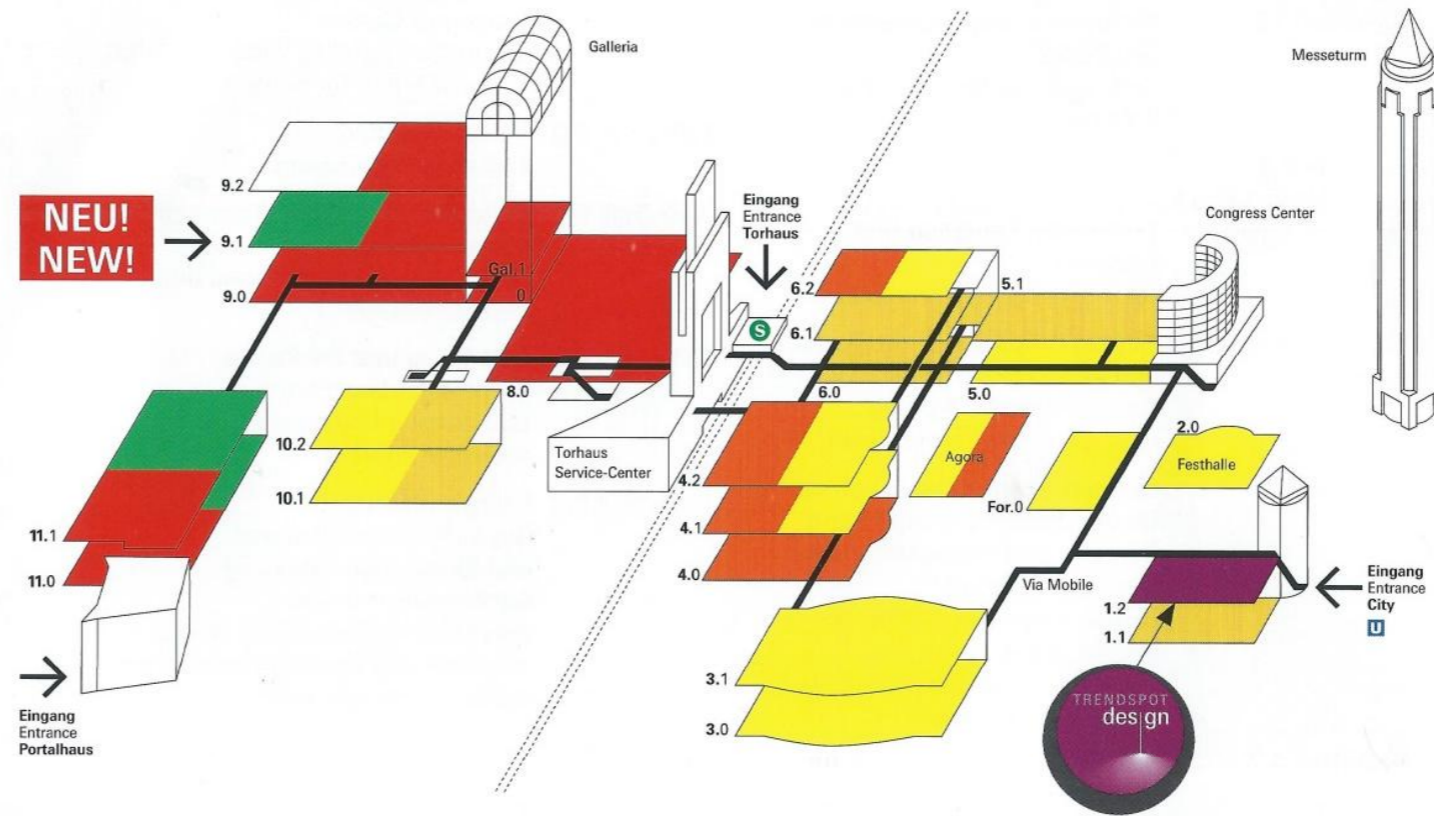 Galleria
Messeturm
9.2
NEU!
NEW!
9.1
Eingang
Entrance
Torhaus
Congress Center
Gal.1
0
9.0
6.2
5.1
6.1
S
8.0
6.0
5.0
10.2
10.1
Torhaus
Service-Center
4.2
4.1
4.0
Agora
For.0
2.0
Festhalle
11.1
11.0
Via Mobile
1.2
1.1
Eingang
Entrance
City
U
3.1
3.0
TRENDSPOT
design
Eingang
Entrance
Portalhaus